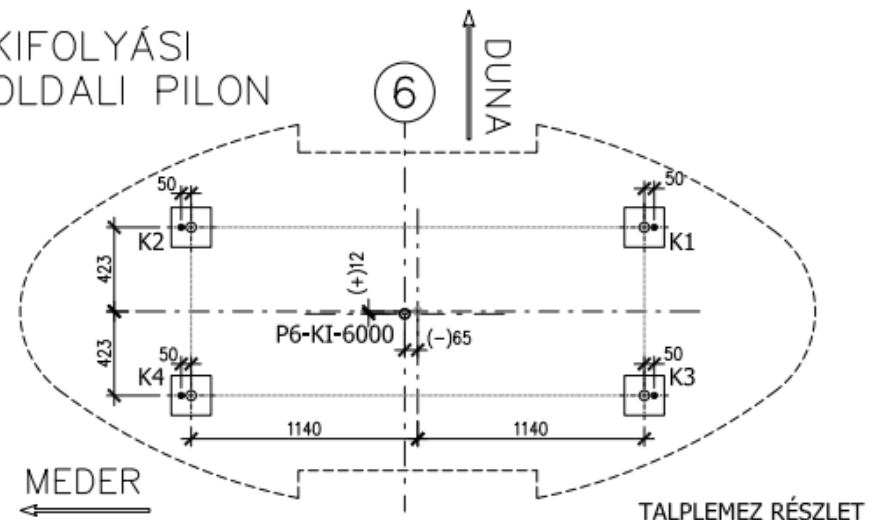 KIFOLYÁSI
OLDALI PILON
6
DUNA
50
50
K2
K1
423
(+)12
P6-KI-6000
(-)65
423
50
50
K4
K3
1140
1140
MEDER
TALPLEMEZ RÉSZLET